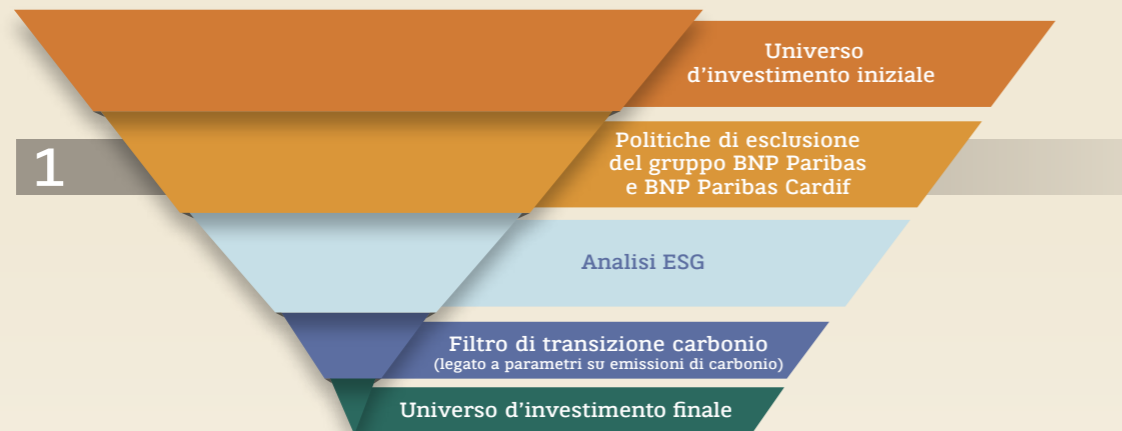 Universo
d'investimento iniziale
1
Politiche di esclusione
del gruppo BNP Paribas
e BNP Paribas Cardif
Analisi ESG
Filtro di transizione carbonio
(legato a parametri su emissioni di carbonio)
Universo d'investimento finale